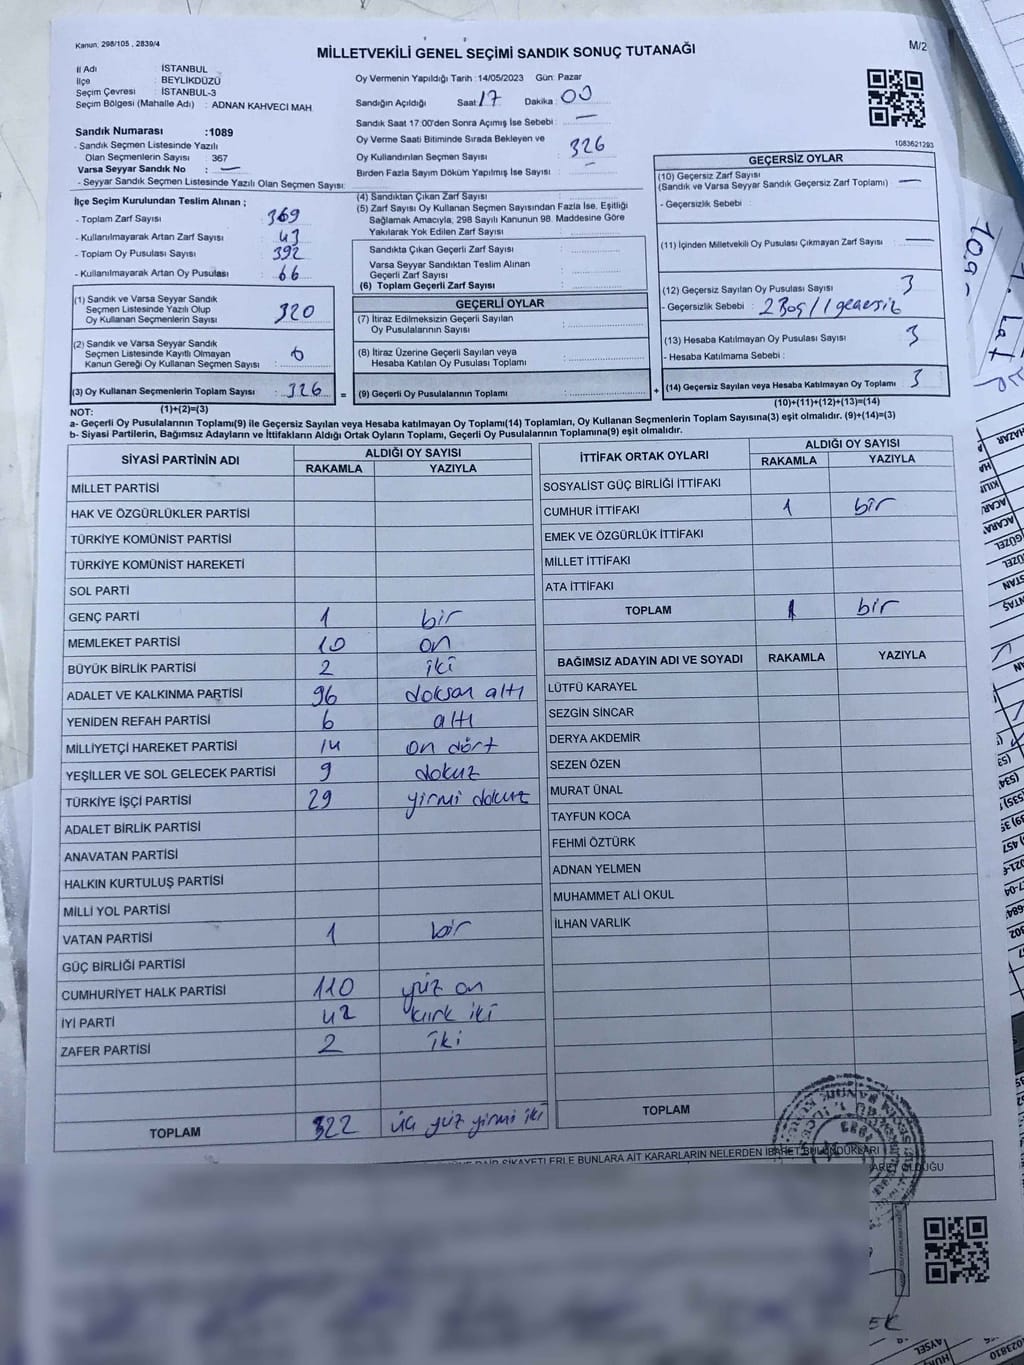 Kanun, 298/105 , 2839/4
MİLLETVEKİLİ GENEL SEÇİMİ SANDIK SONUÇ TUTANAĞI
M/2
İl Adı : İSTANBUL
İlçe : BEYLİKDÜZÜ
Seçim Çevresi : İSTANBUL-3
Seçim Bölgesi (Mahalle Adı) : ADNAN KAHVECİ MAH
Sandık Numarası :1089
- Sandık Seçmen Listesinde Yazılı
Olan Seçmenlerin Sayısı : 367
Varsa Seyyar Sandık No :
- Seyyar Sandık Seçmen Listesinde Yazılı Olan Seçmen Sayısı:
Oy Vermenin Yapıldığı Tarih :14/05/2023 Gün: Pazar
Sandığın Açıldığı Saat: 17 Dakika : 00
Sandık Saat 17:00'den Sonra Açımış İse Sebebi : —
Oy Verme Saati Bitiminde Sırada Bekleyen ve
Oy Kullandırılan Seçmen Sayısı : 326
Birden Fazla Sayım Döküm Yapılmış İse Sayısı : —
1083621293
İlçe Seçim Kurulundan Teslim Alınan ;
- Toplam Zarf Sayısı : 369
- Kullanılmayarak Artan Zarf Sayısı : 43
- Toplam Oy Pusulası Sayısı : 392
- Kullanılmayarak Artan Oy Pusulası : 66
(1) Sandık ve Varsa Seyyar Sandık
Seçmen Listesinde Yazılı Olup
Oy Kullanan Seçmenlerin Sayısı : 320
(2) Sandık ve Varsa Seyyar Sandık
Seçmen Listesinde Kayıtlı Olmayan
Kanun Gereği Oy Kullanan Seçmen Sayısı : 6
(3) Oy Kullanan Seçmenlerin Toplam Sayısı : 326 =
(1)+(2)=(3)
(4) Sandıktan Çıkan Zarf Sayısı :
(5) Zarf Sayısı Oy Kullanan Seçmen Sayısından Fazla İse, Eşitliği
Sağlamak Amacıyla, 298 Sayılı Kanunun 98. Maddesine Göre
Yakılarak Yok Edilen Zarf Sayısı :
Sandıkta Çıkan Geçerli Zarf Sayısı :
Varsa Seyyar Sandıktan Teslim Alınan
Geçerli Zarf Sayısı :
(6) Toplam Geçerli Zarf Sayısı :
GEÇERLİ OYLAR
(7) İtiraz Edilmeksizin Geçerli Sayılan
Oy Pusulalarının Sayısı :
(8) İtiraz Üzerine Geçerli Sayılan veya
Hesaba Katılan Oy Pusulası Toplamı :
(9) Geçerli Oy Pusulalarının Toplamı : +
GEÇERSİZ OYLAR
(10) Geçersiz Zarf Sayısı : —
(Sandık ve Varsa Seyyar Sandık Geçersiz Zarf Toplamı)
- Geçersizlik Sebebi :
(11) İçinden Milletvekili Oy Pusulası Çıkmayan Zarf Sayısı : —
(12) Geçersiz Sayılan Oy Pusulası Sayısı : 3
- Geçersizlik Sebebi : 2 Boş / 1 geçersiz
(13) Hesaba Katılmayan Oy Pusulası Sayısı : 3
- Hesaba Katılmama Sebebi :
(14) Geçersiz Sayılan veya Hesaba Katılmayan Oy Toplamı : 3
(10)+(11)+(12)+(13)=(14)
NOT:
a- Geçerli Oy Pusulalarının Toplamı(9) ile Geçersiz Sayılan veya Hesaba katılmayan Oy Toplamı(14) Toplamları, Oy Kullanan Seçmenlerin Toplam Sayısına(3) eşit olmalıdır. (9)+(14)=(3)
b- Siyasi Partilerin, Bağımsız Adayların ve İttifakların Aldığı Ortak Oyların Toplamı, Geçerli Oy Pusulalarının Toplamına(9) eşit olmalıdır.
SİYASİ PARTİNİN ADI
ALDIĞI OY SAYISI
RAKAMLA YAZIYLA
MİLLET PARTİSİ
HAK VE ÖZGÜRLÜKLER PARTİSİ
TÜRKİYE KOMÜNİST PARTİSİ
TÜRKİYE KOMÜNİST HAREKETİ
SOL PARTİ
GENÇ PARTİ 1 bir
MEMLEKET PARTİSİ 10 on
BÜYÜK BİRLİK PARTİSİ 2 iki
ADALET VE KALKINMA PARTİSİ 96 doksan altı
YENİDEN REFAH PARTİSİ 6 altı
MİLLİYETÇİ HAREKET PARTİSİ 14 on dört
YEŞİLLER VE SOL GELECEK PARTİSİ 9 dokuz
TÜRKİYE İŞÇİ PARTİSİ 29 yirmi dokuz
ADALET BİRLİK PARTİSİ
ANAVATAN PARTİSİ
HALKIN KURTULUŞ PARTİSİ
MİLLİ YOL PARTİSİ
VATAN PARTİSİ 1 bir
GÜÇ BİRLİĞİ PARTİSİ
CUMHURİYET HALK PARTİSİ 110 yüz on
İYİ PARTİ 42 kırk iki
ZAFER PARTİSİ 2 iki
TOPLAM 322 üç yüz yirmi iki
İTTİFAK ORTAK OYLARI
ALDIĞI OY SAYISI
RAKAMLA YAZIYLA
SOSYALİST GÜÇ BİRLİĞİ İTTİFAKI
CUMHUR İTTİFAKI 1 bir
EMEK VE ÖZGÜRLÜK İTTİFAKI
MİLLET İTTİFAKI
ATA İTTİFAKI
TOPLAM 1 bir
BAĞIMSIZ ADAYIN ADI VE SOYADI RAKAMLA YAZIYLA
LÜTFÜ KARAYEL
SEZGİN SİNCAR
DERYA AKDEMİR
SEZEN ÖZEN
MURAT ÜNAL
TAYFUN KOCA
FEHMİ ÖZTÜRK
ADNAN YELMEN
MUHAMMET ALİ OKUL
İLHAN VARLIK
TOPLAM
DAİR ŞİKAYETLERLE BUNLARA AİT KARARLARIN NELERDEN İBARET BULUNDUKLARI